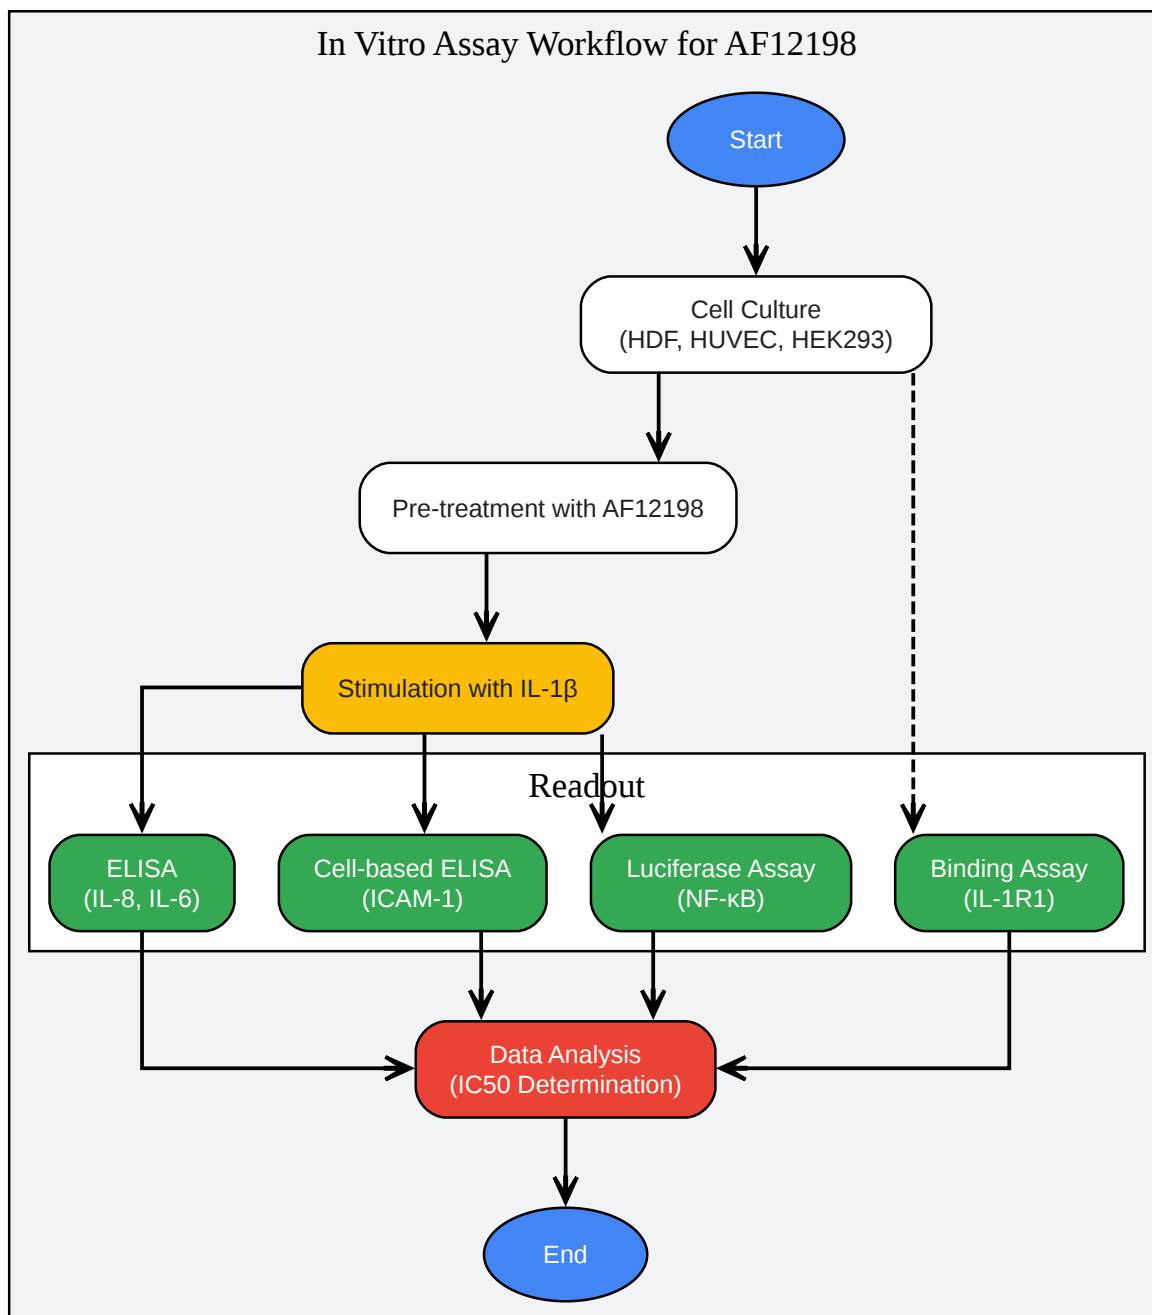 In Vitro Assay Workflow for AF12198
Start
Cell Culture
(HDF, HUVEC, HEK293)
Pre-treatment with AF12198
Stimulation with IL-1β
Readout
ELISA
(IL-8, IL-6)
Cell-based ELISA
(ICAM-1)
Luciferase Assay
(NF-κB)
Binding Assay
(IL-1R1)
Data Analysis
(IC50 Determination)
End